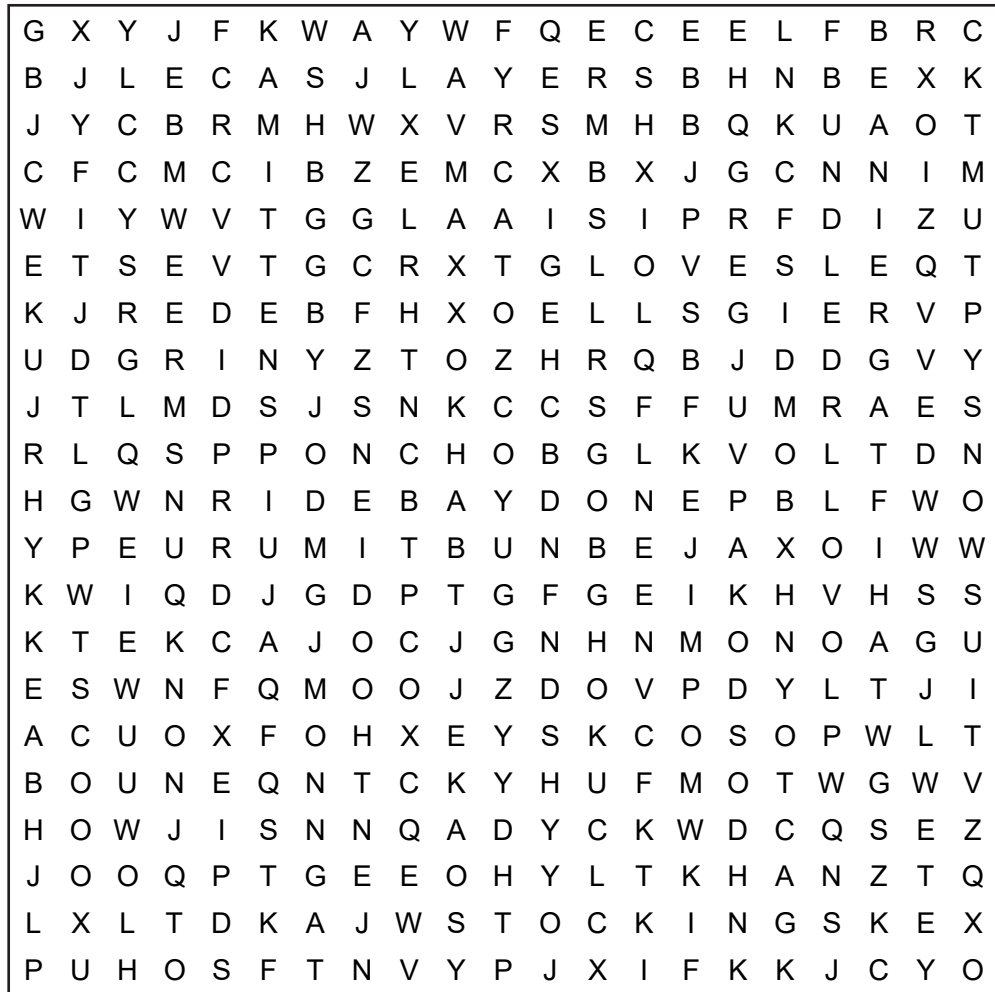 G X Y J F K W A Y W F Q E C E E L F B R C
B J L E C A S J L A Y E R S B H N B E X K
J Y C B R M H W X V R S M H B Q K U A O T
C F C M C I B Z E M C X B X J G C N N I M
W I Y W V T G G L A A I S I P R F D I Z U
E T S E V T G C R X T G L O V E S L E Q T
K J R E D E B F H X O E L L S G I E R V P
U D G R I N Y Z T O Z H R Q B J D D G V Y
J T L M D S J S N K C C S F F U M R A E S
R L Q S P P O N C H O B G L K V O L T D N
H G W N R I D E B A Y D O N E P B L F W O
Y P E U R U M I T B U N B E J A X O I W W
K W I Q D J G D P T G F G E I K H V H S S
K T E K C A J O C J G N H N M O N O A G U
E S W N F Q M O O J Z D O V P D Y L T J I
A C U O X F O H X E Y S K C O S O P W L T
B O U N E Q N T C K Y H U F M O T W G W V
H O W J I S N N Q A D Y C K W D C Q S E Z
J O O Q P T G E E O H Y L T K H A N Z T Q
L X L T D K A J W S T O C K I N G S K E X
P U H O S F T N V Y P J X I F K K J C Y O